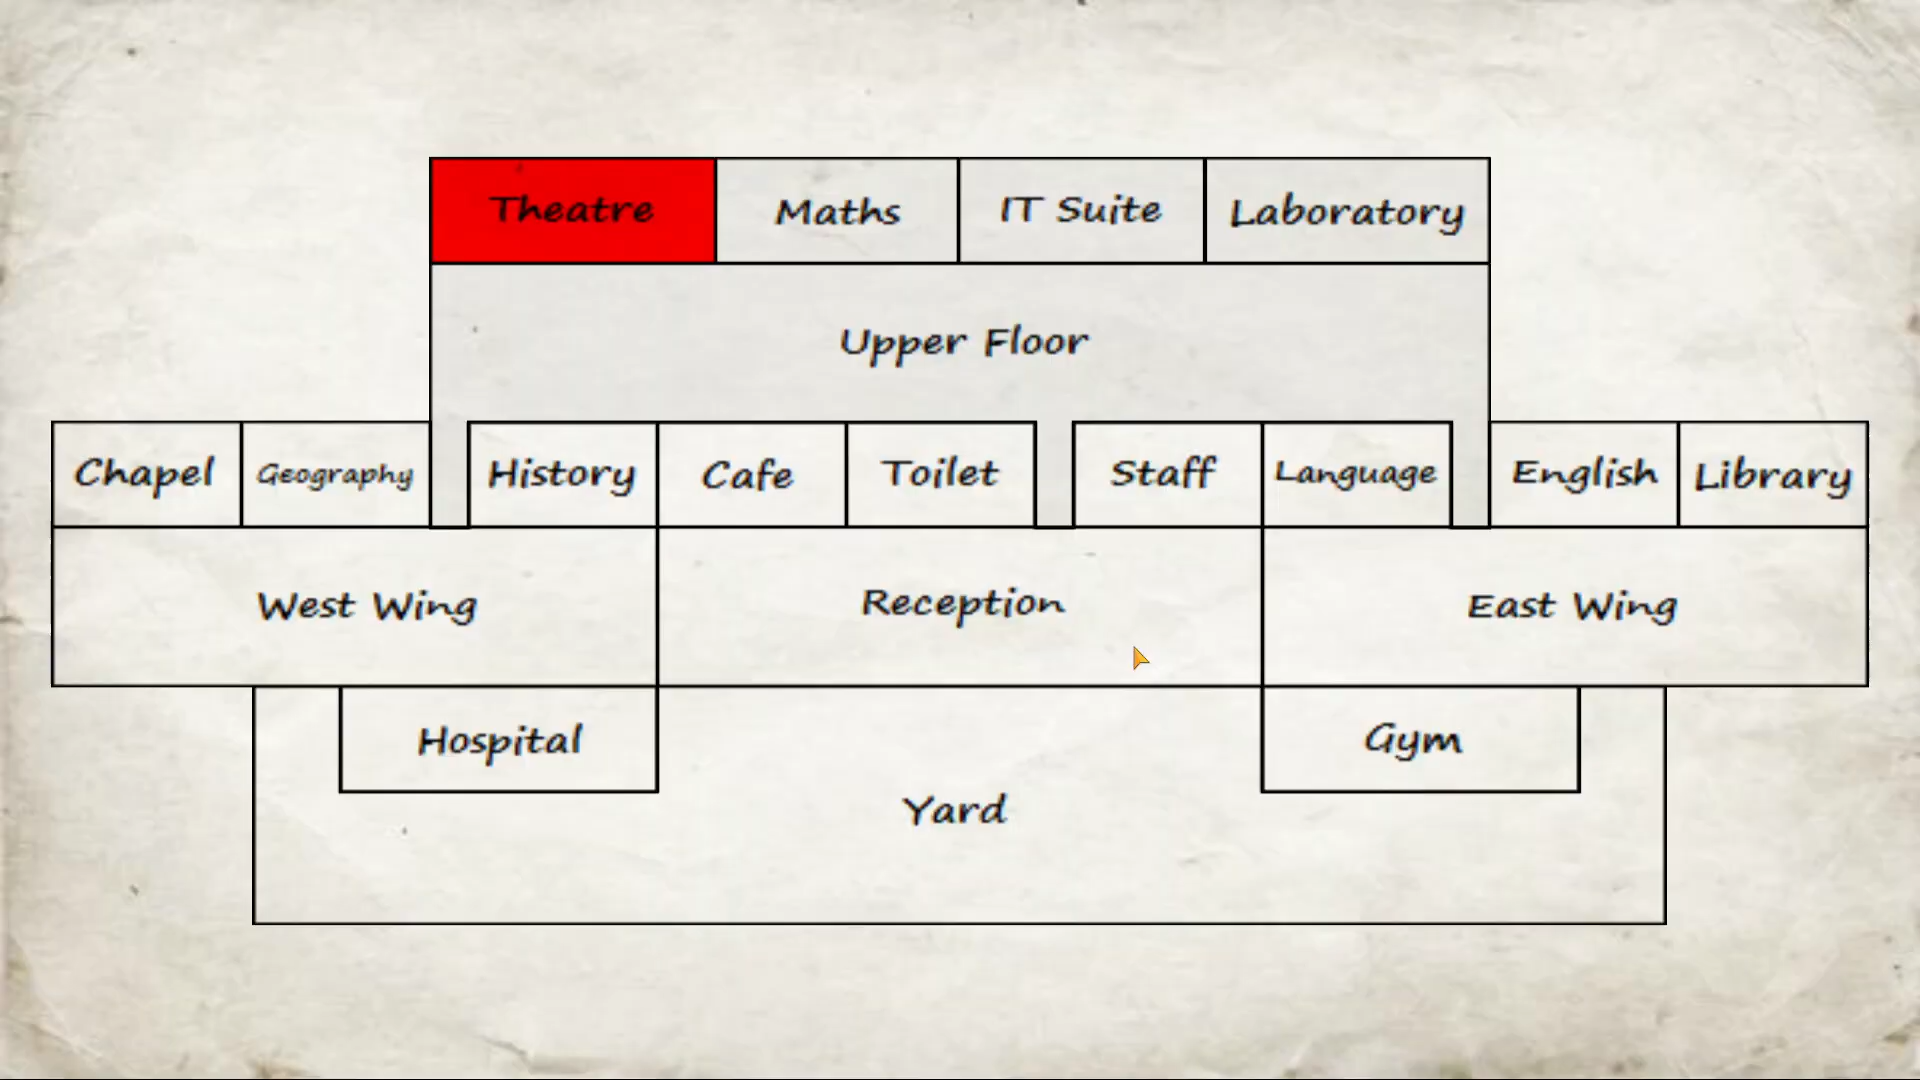 Theatre
Maths
IT Suite
Laboratory
Upper Floor
Chapel
Geography
History
Cafe
Toilet
Staff
Language
English
Library
West Wing
Reception
East Wing
Hospital
Gym
Yard